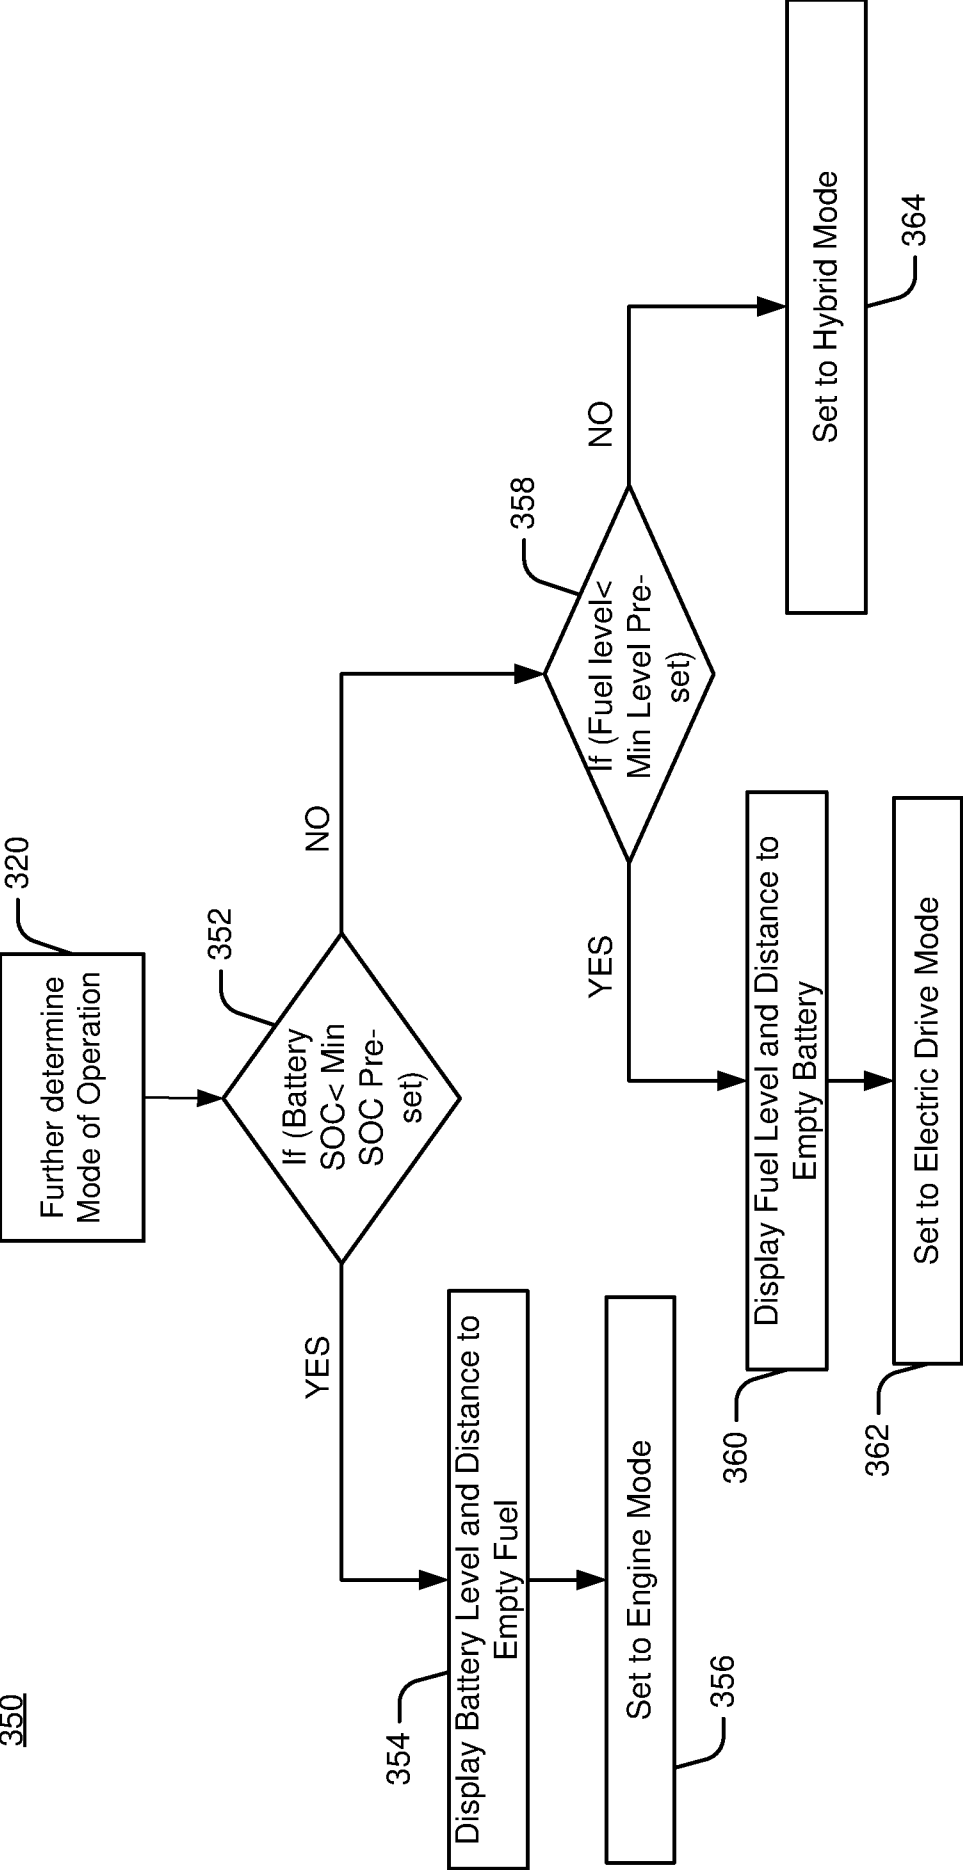 350
320
Further determine
Mode of Operation
352
If (Battery
SOC< Min
SOC Pre-
set)
YES
NO
354
Display Battery Level and Distance to
Empty Fuel
Set to Engine Mode
356
358
If (Fuel level<
Min Level Pre-
set)
YES
NO
360
Display Fuel Level and Distance to
Empty Battery
362
Set to Electric Drive Mode
Set to Hybrid Mode
364